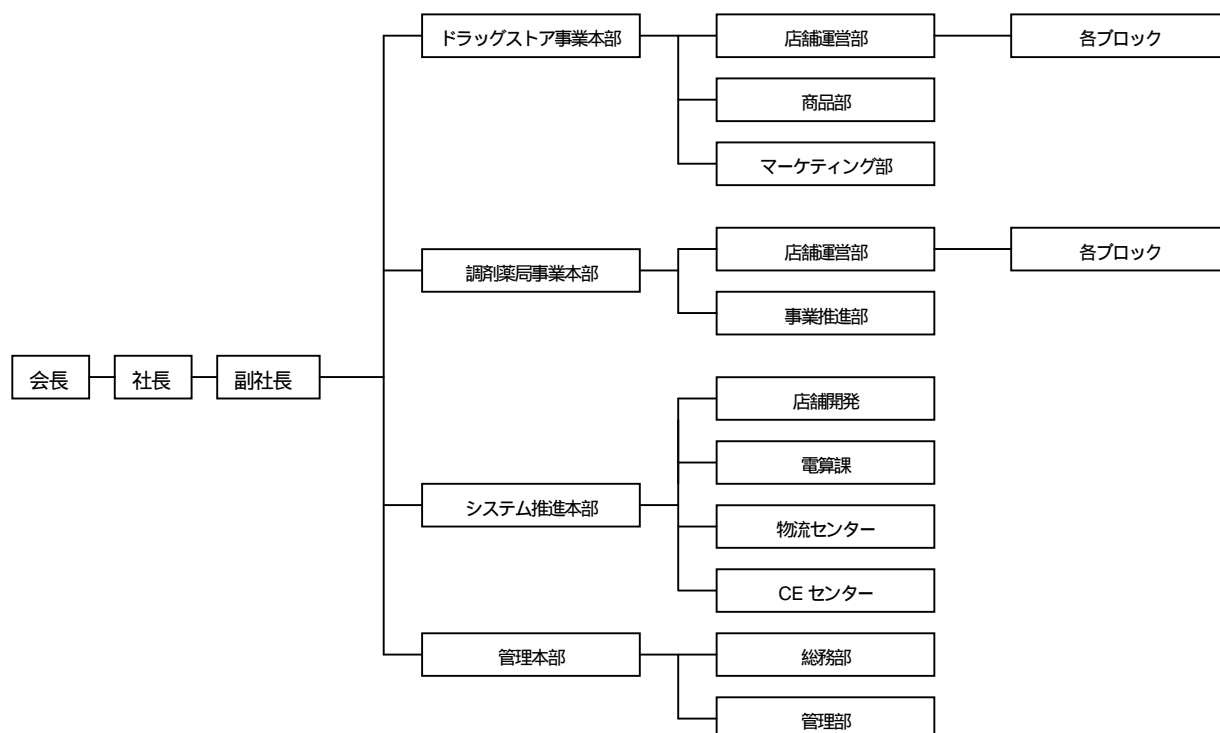 ドラッグストア事業本部
店舗運営部
各ブロック
商品部
マーケティング部
調剤薬局事業本部
店舗運営部
各ブロック
事業推進部
会長
社長
副社長
店舗開発
電算課
システム推進本部
物流センター
CE センター
管理本部
総務部
管理部